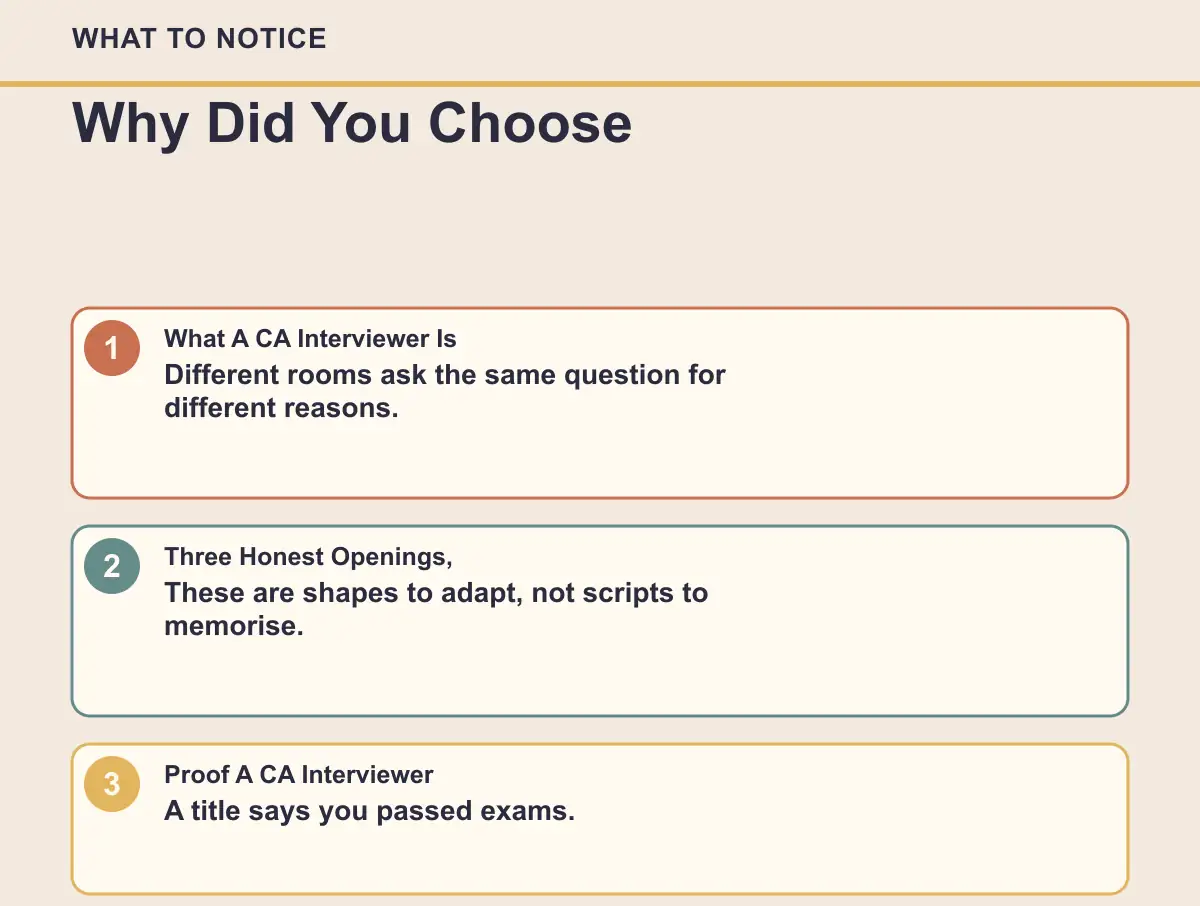 WHAT TO NOTICE
Why Did You Choose
1
What A CA Interviewer Is
Different rooms ask the same question for
different reasons.
2
Three Honest Openings,
These are shapes to adapt, not scripts to
memorise.
3
Proof A CA Interviewer
A title says you passed exams.